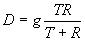 D = g TR / T + R